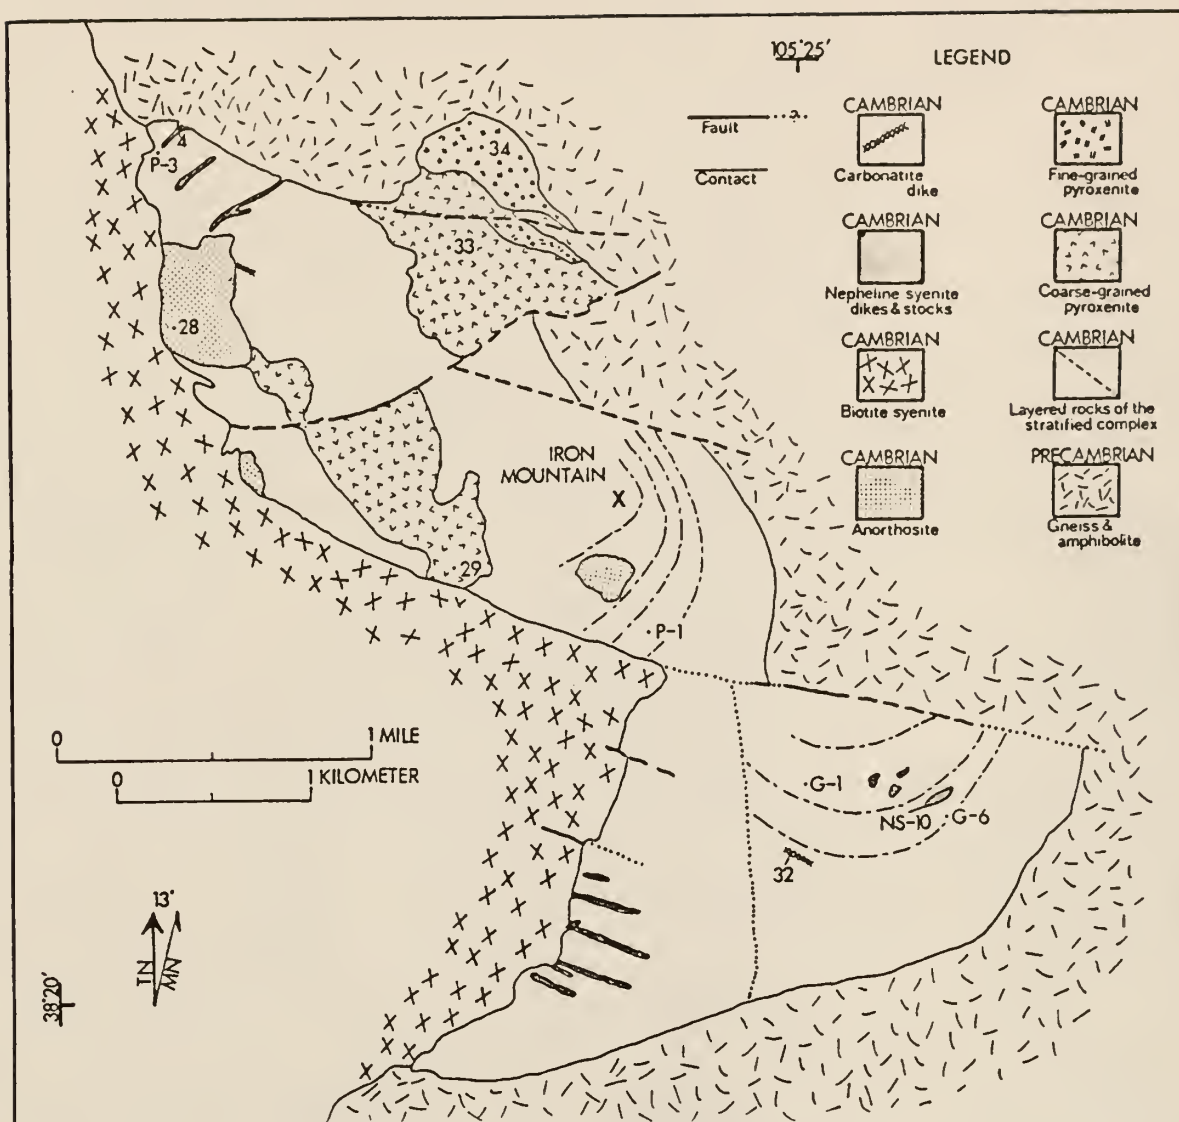 105°25'
LEGEND
Fault
?
Contact
CAMBRIAN
Carbonatite
dike
CAMBRIAN
Fine-grained
pyroxenite
CAMBRIAN
Nepheline syenite
dikes & stocks
CAMBRIAN
Coarse-grained
pyroxenite
CAMBRIAN
Biotite syenite
CAMBRIAN
Layered rocks of the
stratified complex
CAMBRIAN
Anorthosite
PRECAMBRIAN
Gneiss &
amphibolite
4
P-3
34
33
28
IRON
MOUNTAIN
X
29
P-1
0
1 MILE
0
1 KILOMETER
G-1
NS-10
G-6
32
13°
TN
MN
38°20'